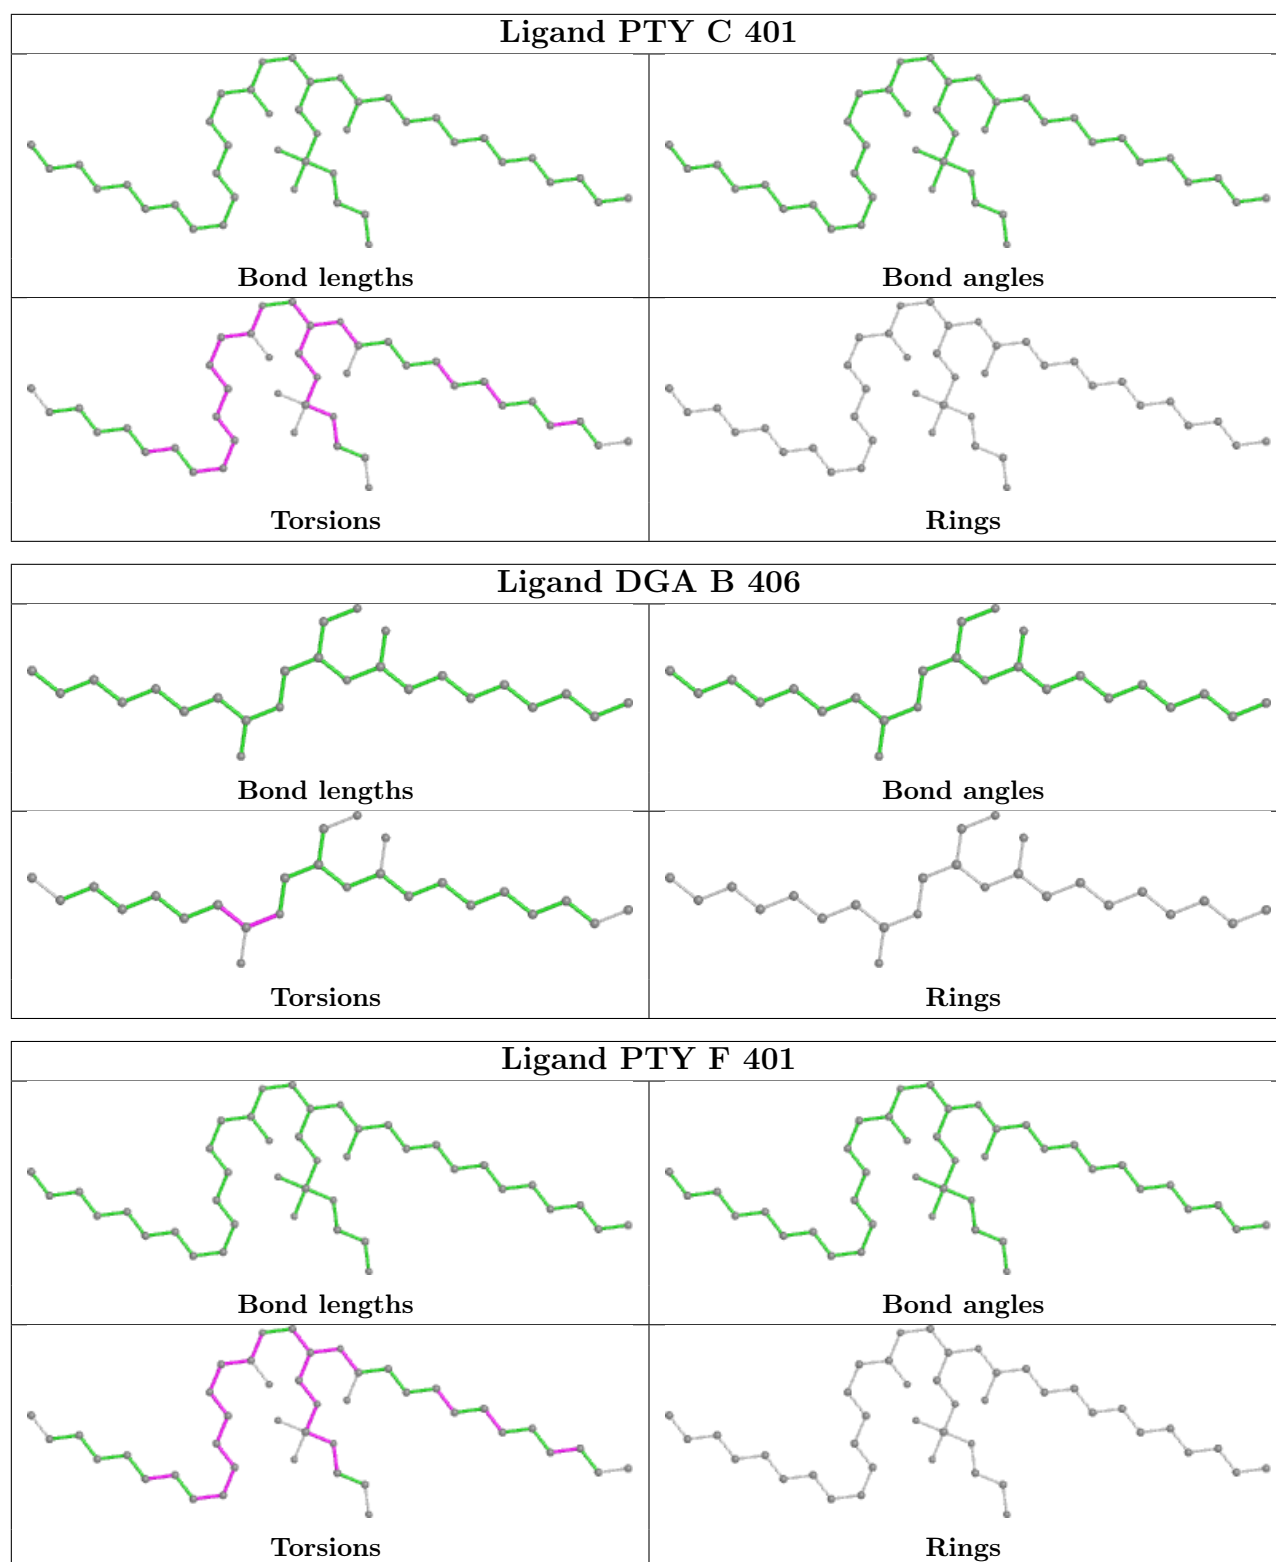 Ligand PTY C 401
Bond lengths
Bond angles
Torsions
Rings
Ligand DGA B 406
Bond lengths
Bond angles
Torsions
Rings
Ligand PTY F 401
Bond lengths
Bond angles
Torsions
Rings